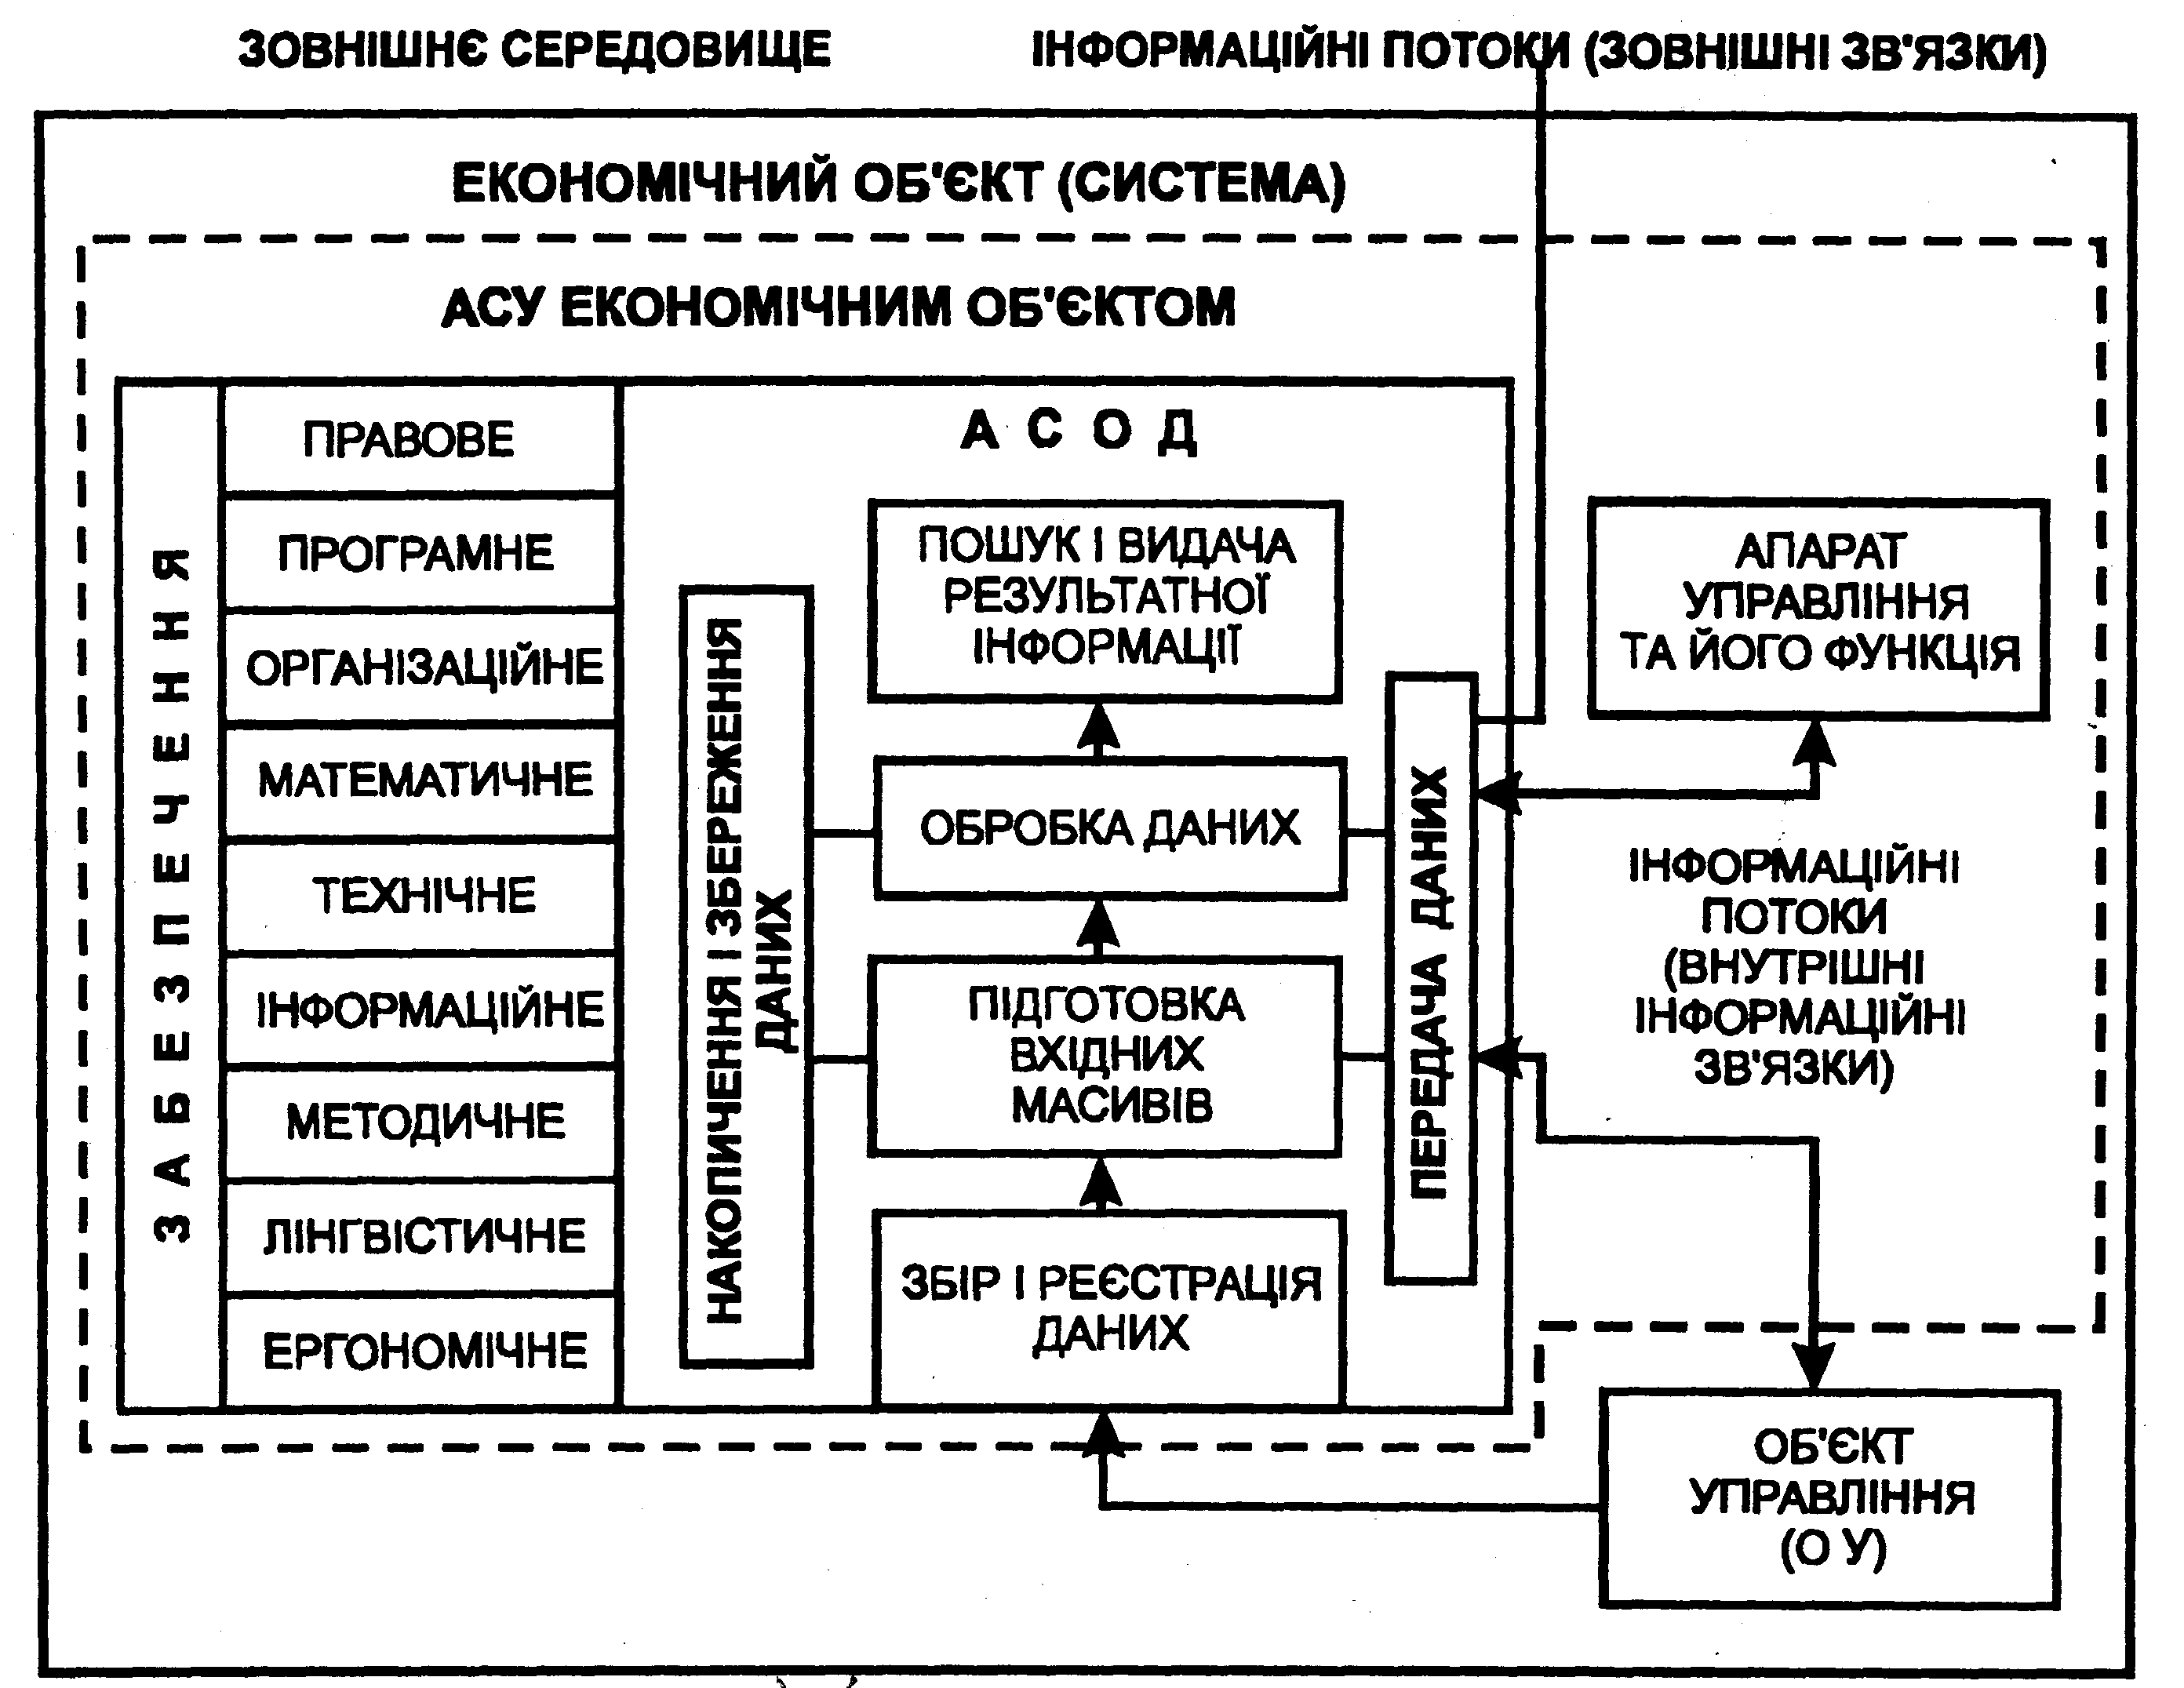 ЗОВНІШНЄ СЕРЕДОВИЩЕ
ІНФОРМАЦІЙНІ ПОТОКИ (ЗОВНІШНІ ЗВ'ЯЗКИ)
ЕКОНОМІЧНИЙ ОБ'ЄКТ (СИСТЕМА)
АСУ ЕКОНОМІЧНИМ ОБ'ЄКТОМ
ЗАБЕЗПЕЧЕННЯ
ПРАВОВЕ
ПРОГРАМНЕ
ОРГАНІЗАЦІЙНЕ
МАТЕМАТИЧНЕ
ТЕХНІЧНЕ
ІНФОРМАЦІЙНЕ
МЕТОДИЧНЕ
ЛІНГВІСТИЧНЕ
ЕРГОНОМІЧНЕ
А С О Д
НАКОПИЧЕННЯ І ЗБЕРЕЖЕННЯ
ДАНИХ
ПОШУК І ВИДАЧА
РЕЗУЛЬТАТНОЇ
ІНФОРМАЦІЇ
ОБРОБКА ДАНИХ
ПІДГОТОВКА
ВХІДНИХ
МАСИВІВ
ЗБІР І РЕЄСТРАЦІЯ
ДАНИХ
ПЕРЕДАЧА ДАНИХ
АПАРАТ
УПРАВЛІННЯ
ТА ЙОГО ФУНКЦІЯ
ІНФОРМАЦІЙНІ
ПОТОКИ
(ВНУТРІШНІ
ІНФОРМАЦІЙНІ
ЗВ'ЯЗКИ)
ОБ'ЄКТ
УПРАВЛІННЯ
(О У)